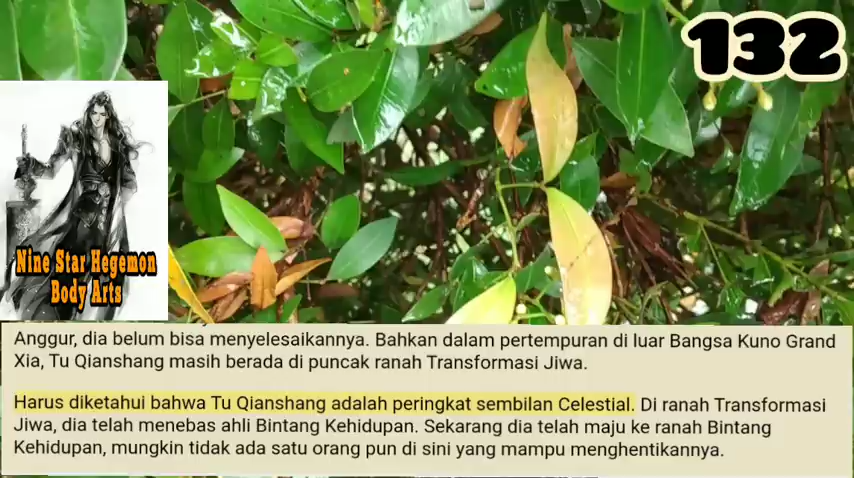 132
Nine Star Hegemon
Body Arts
Anggur, dia belum bisa menyelesaikannya. Bahkan dalam pertempuran di luar Bangsa Kuno Grand
Xia, Tu Qianshang masih berada di puncak ranah Transformasi Jiwa.
Harus diketahui bahwa Tu Qianshang adalah peringkat sembilan Celestial. Di ranah Transformasi
Jiwa, dia telah menebas ahli Bintang Kehidupan. Sekarang dia telah maju ke ranah Bintang
Kehidupan, mungkin tidak ada satu orang pun di sini yang mampu menghentikannya.